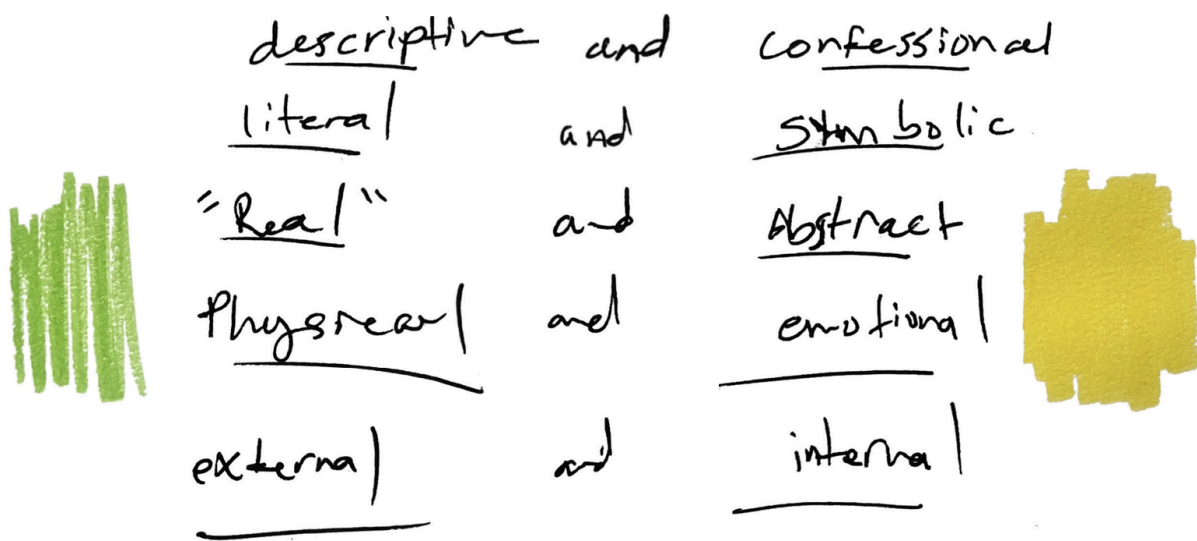 descriptive and confessional
literal and symbolic
"Real" and Abstract
Physical and emotional
external and internal